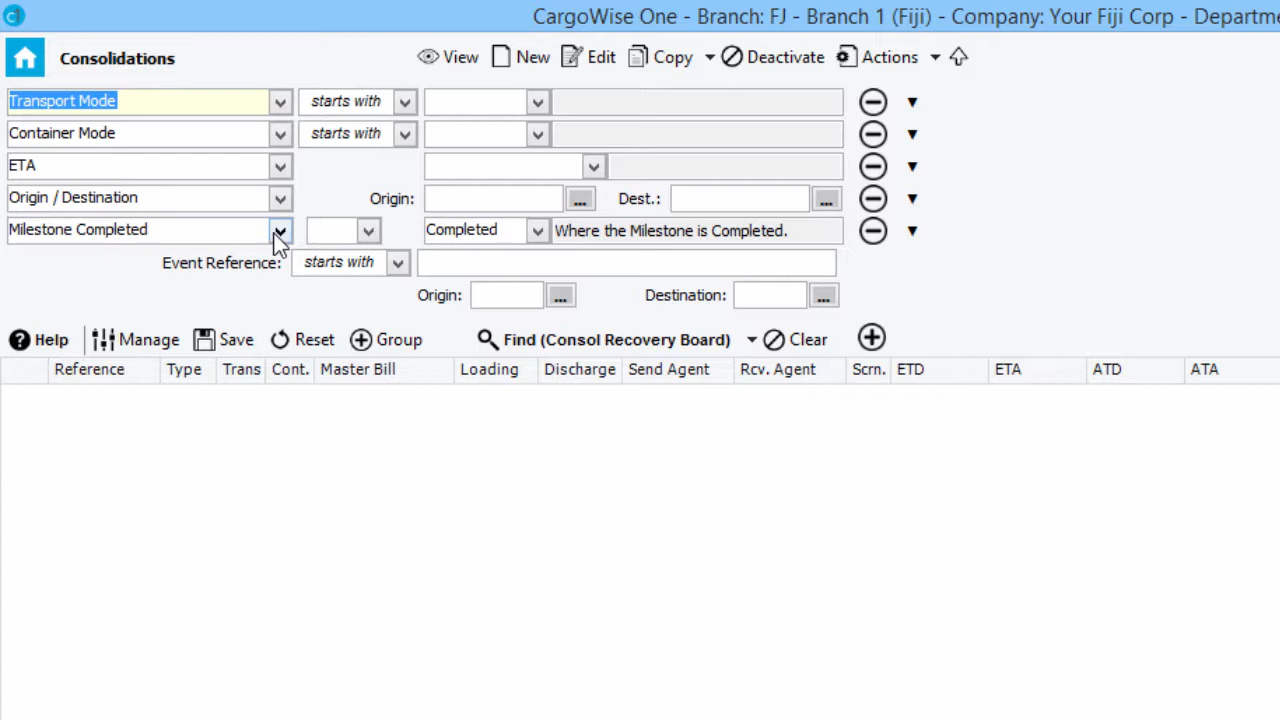 CargoWise One - Branch: FJ - Branch 1 (Fiji) - Company: Your Fiji Corp - Departme
Consolidations View New Edit Copy Deactivate Actions
Transport Mode starts with
Container Mode starts with
ETA
Origin / Destination Origin: ... Dest.: ...
Milestone Completed Completed Where the Milestone is Completed.
Event Reference: starts with
Origin: ... Destination: ...
? Help Manage Save Reset Group Find (Consol Recovery Board) Clear
Reference Type Trans Cont. Master Bill Loading Discharge Send Agent Rcv. Agent Scrn. ETD ETA ATD ATA